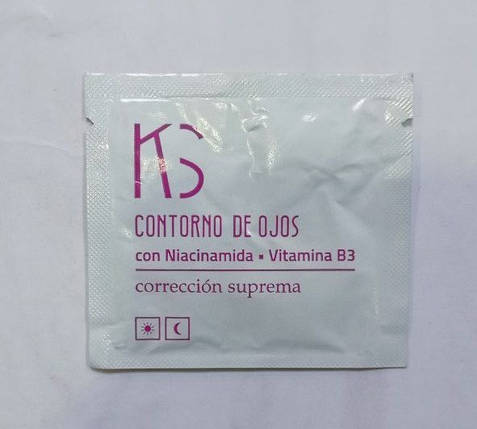 KS
CONTORNO DE OJOS
con Niacinamida ▪ Vitamina B3
corrección suprema